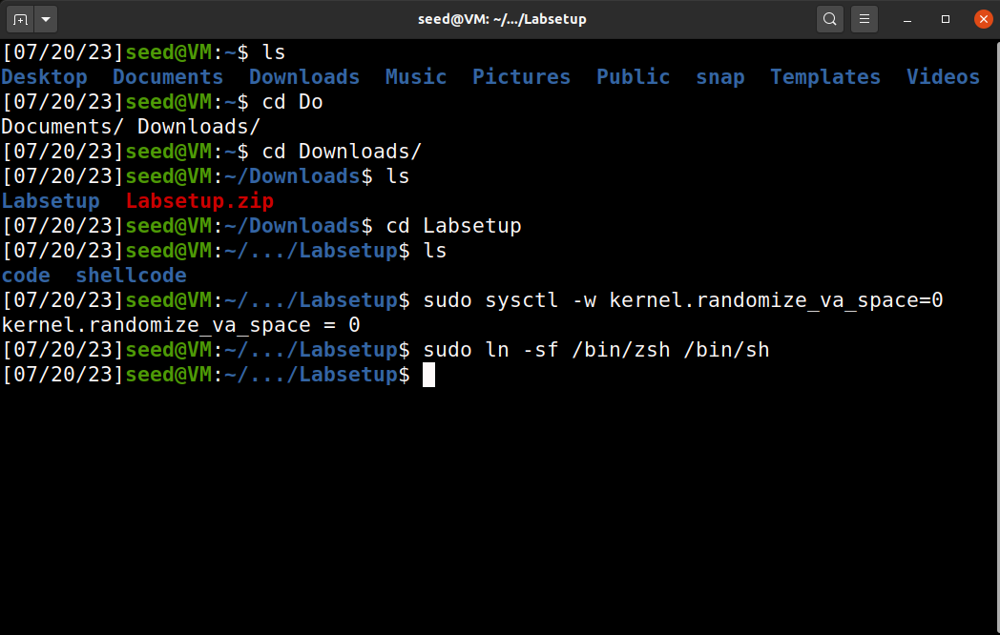 seed@VM: ~/.../Labsetup
[07/20/23]seed@VM:~$ ls
Desktop  Documents  Downloads  Music  Pictures  Public  snap  Templates  Videos
[07/20/23]seed@VM:~$ cd Do
Documents/ Downloads/
[07/20/23]seed@VM:~$ cd Downloads/
[07/20/23]seed@VM:~/Downloads$ ls
Labsetup  Labsetup.zip
[07/20/23]seed@VM:~/Downloads$ cd Labsetup
[07/20/23]seed@VM:~/.../Labsetup$ ls
code  shellcode
[07/20/23]seed@VM:~/.../Labsetup$ sudo sysctl -w kernel.randomize_va_space=0
kernel.randomize_va_space = 0
[07/20/23]seed@VM:~/.../Labsetup$ sudo ln -sf /bin/zsh /bin/sh
[07/20/23]seed@VM:~/.../Labsetup$